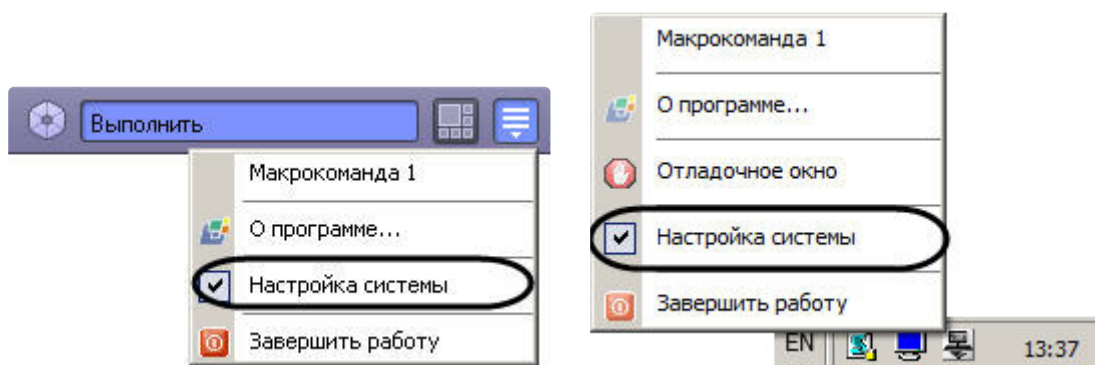 Выполнить
Макрокоманда 1
О программе...
Настройка системы
Завершить работу
Макрокоманда 1
О программе...
Отладочное окно
Настройка системы
Завершить работу
EN
13:37